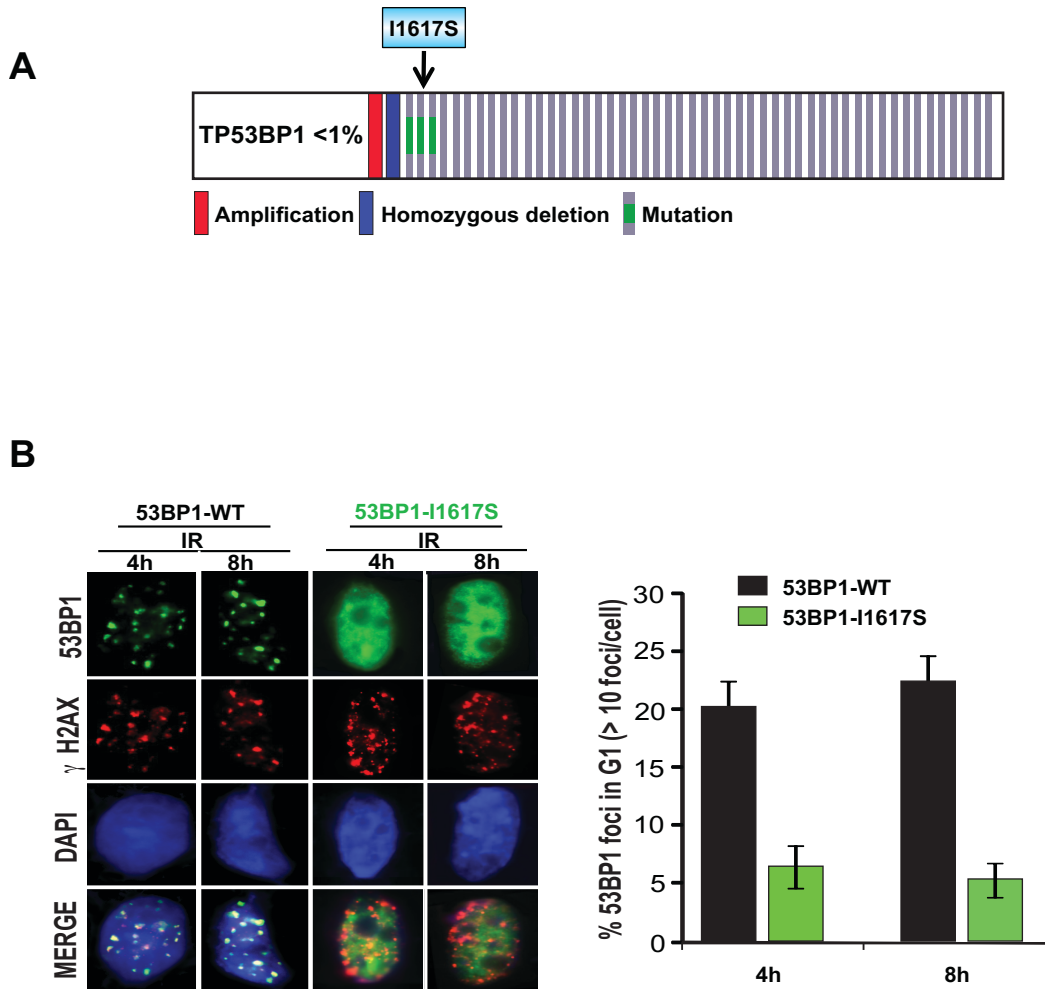 A
I1617S
TP53BP1 <1%
Amplification
Homozygous deletion
Mutation
B
53BP1-WT
53BP1-I1617S
IR
IR
4h
8h
4h
8h
53BP1
γ H2AX
DAPI
MERGE
% 53BP1 foci in G1 (> 10 foci/cell)
30
25
20
15
10
5
0
53BP1-WT
53BP1-I1617S
4h
8h